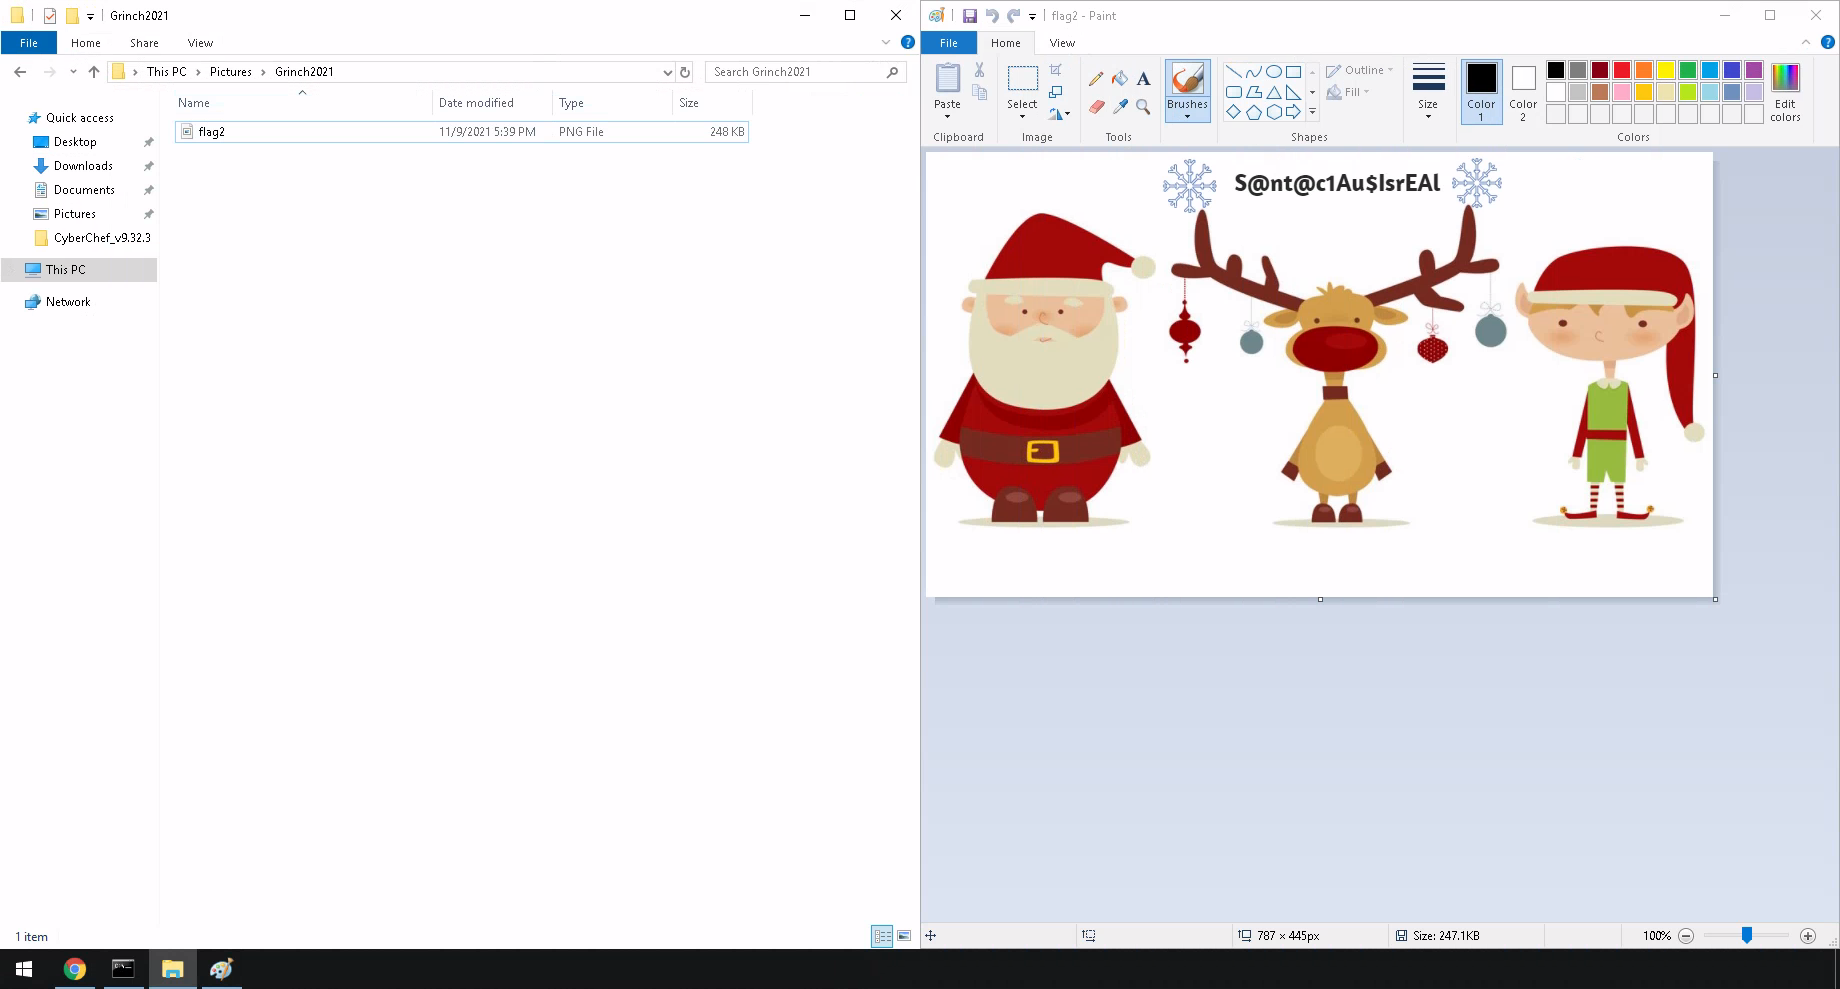 Grinch2021
File Home Share View
This PC Pictures Grinch2021
Search Grinch2021
Name Date modified Type Size
flag2 11/9/2021 5:39 PM PNG File 248 KB
Quick access
Desktop
Downloads
Documents
Pictures
CyberChef_v9.32.3
This PC
Network
1 item
flag2 - Paint
File Home View
Paste
Clipboard
Select
Image
A
Tools
Brushes
Outline
Fill
Shapes
Size
Color 1
Color 2
Edit colors
Colors
S@nt@c1Au$IsrEAl
787 × 445px
Size: 247.1KB
100%